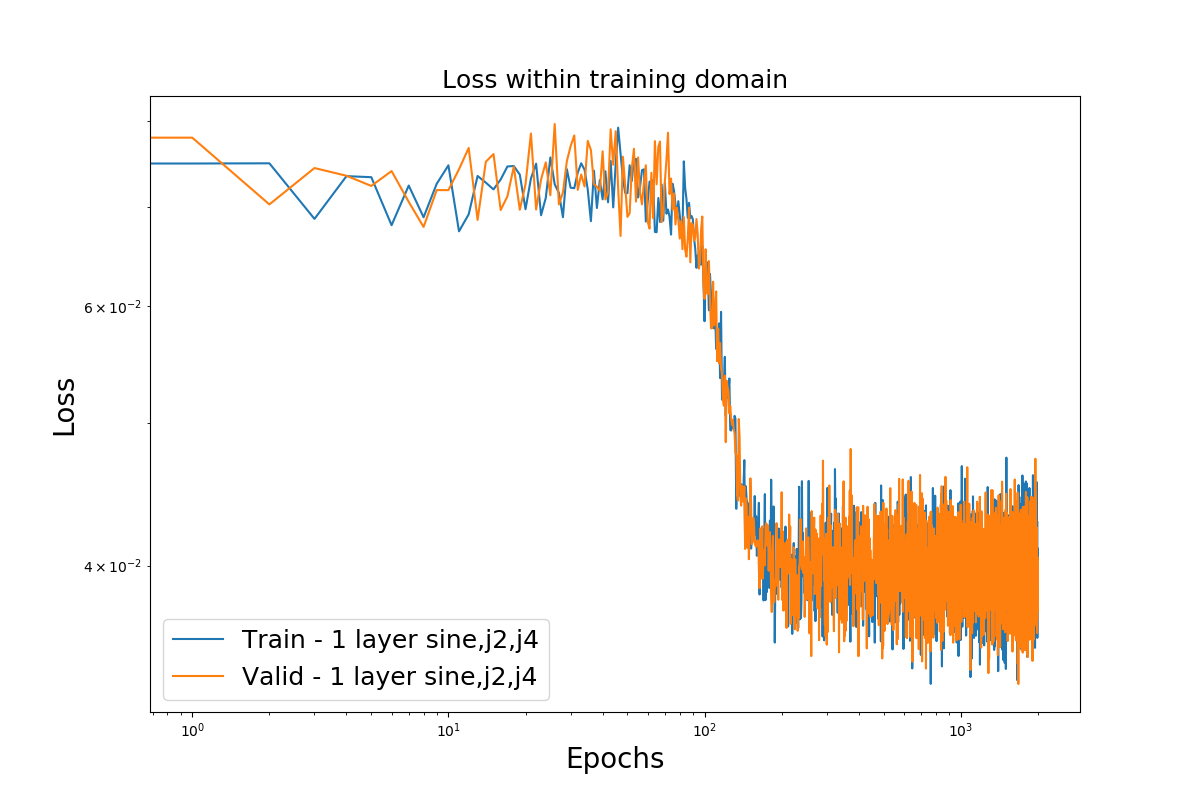 Loss within training domain
Loss
6 × 10⁻²
4 × 10⁻²
Train - 1 layer sine,j2,j4
Valid - 1 layer sine,j2,j4
10⁰ 10¹ 10² 10³
Epochs